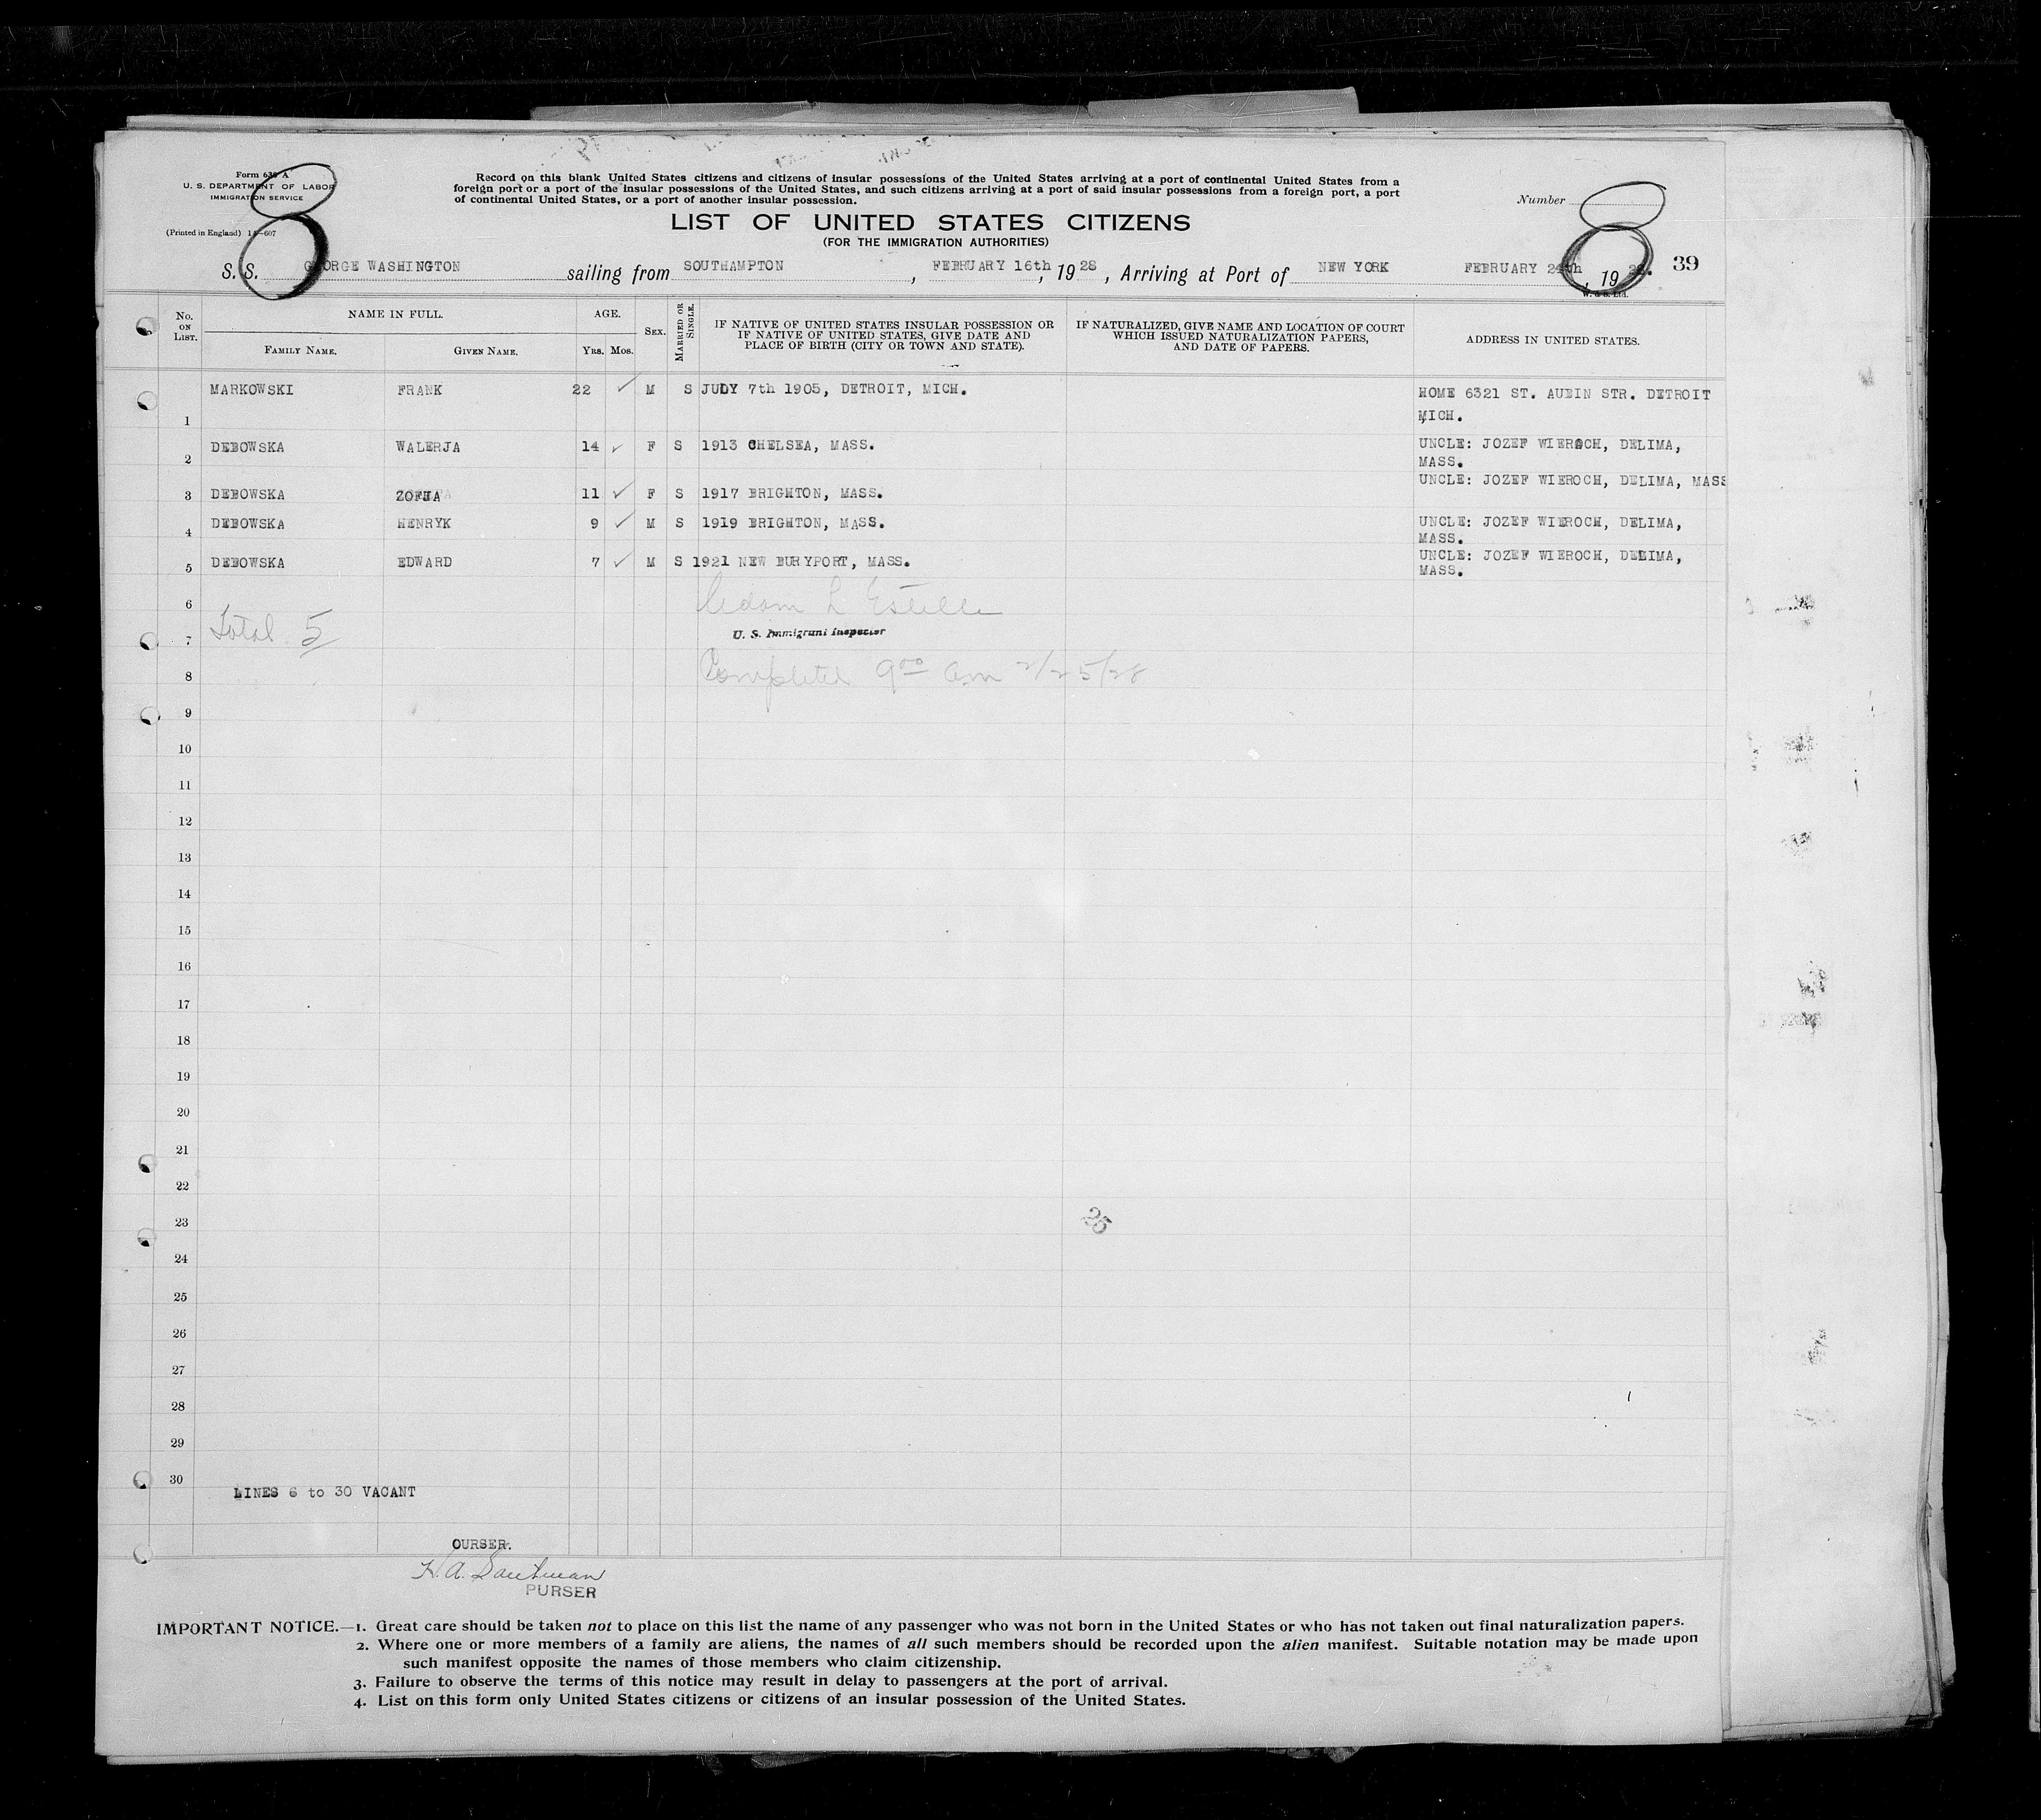 Form 630 A
U. S. DEPARTMENT OF LABOR
IMMIGRATION SERVICE
(Printed in England) 14—607
8
Record on this blank United States citizens and citizens of insular possessions of the United States arriving at a port of continental United States from a
foreign port or a port of the insular possessions of the United States, and such citizens arriving at a port of said insular possessions from a foreign port, a port
of continental United States, or a port of another insular possession.
LIST OF UNITED STATES CITIZENS
(FOR THE IMMIGRATION AUTHORITIES)
Number
8
S. S. GEORGE WASHINGTON sailing from SOUTHAMPTON, FEBRUARY 16th, 1928, Arriving at Port of NEW YORK FEBRUARY 24th, 1928. 39
W. & S. Ltd.
No. ON LIST. NAME IN FULL. AGE. SEX. MARRIED OR SINGLE. IF NATIVE OF UNITED STATES INSULAR POSSESSION OR IF NATIVE OF UNITED STATES, GIVE DATE AND PLACE OF BIRTH (CITY OR TOWN AND STATE). IF NATURALIZED, GIVE NAME AND LOCATION OF COURT WHICH ISSUED NATURALIZATION PAPERS, AND DATE OF PAPERS. ADDRESS IN UNITED STATES.
FAMILY NAME. GIVEN NAME. YRS. MOS.
1 MARKOWSKI FRANK 22 ✓ M S JULY 7th 1905, DETROIT, MICH. HOME 6321 ST. AUBIN STR. DETROIT
MICH.
2 DEBOWSKA WALERJA 14 ✓ F S 1913 CHELSEA, MASS. UNCLE: JOZEF WIEROCH, DELIMA,
MASS.
3 DEBOWSKA ZOFJA 11 ✓ F S 1917 BRIGHTON, MASS. UNCLE: JOZEF WIEROCH, DELIMA, MASS
4 DEBOWSKA HENRYK 9 ✓ M S 1919 BRIGHTON, MASS. UNCLE: JOZEF WIEROCH, DELIMA,
MASS.
5 DEBOWSKA EDWARD 7 ✓ M S 1921 NEW BURYPORT, MASS. UNCLE: JOZEF WIEROCH, DELIMA,
MASS.
6 Adam L Estelle
7 Total 5 U. S. Immigrant Inspector
8 Completed 9⁰⁰ am 2/25/28
9
10
11
12
13
14
15
16
17
18
19
20
21
22
23 25
24
25
26
27
28
29
30
LINES 6 to 30 VACANT
OURSER.
PURSER
IMPORTANT NOTICE.—1. Great care should be taken not to place on this list the name of any passenger who was not born in the United States or who has not taken out final naturalization papers.
2. Where one or more members of a family are aliens, the names of all such members should be recorded upon the alien manifest. Suitable notation may be made upon
such manifest opposite the names of those members who claim citizenship.
3. Failure to observe the terms of this notice may result in delay to passengers at the port of arrival.
4. List on this form only United States citizens or citizens of an insular possession of the United States.